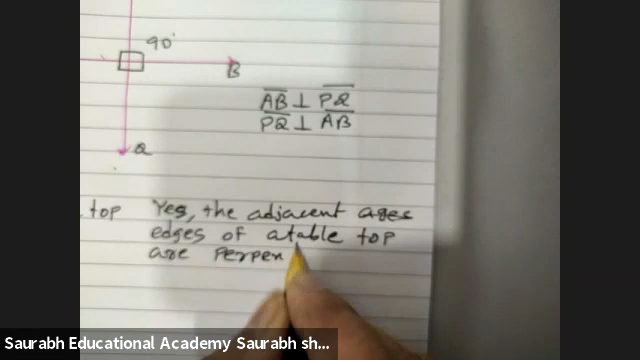 90°
B
AB ⊥ PQ
PQ ⊥ AB
Q
. top Yes, the adjacent ages
edges of a table top
are Perpen
Saurabh Educational Academy Saurabh sh...